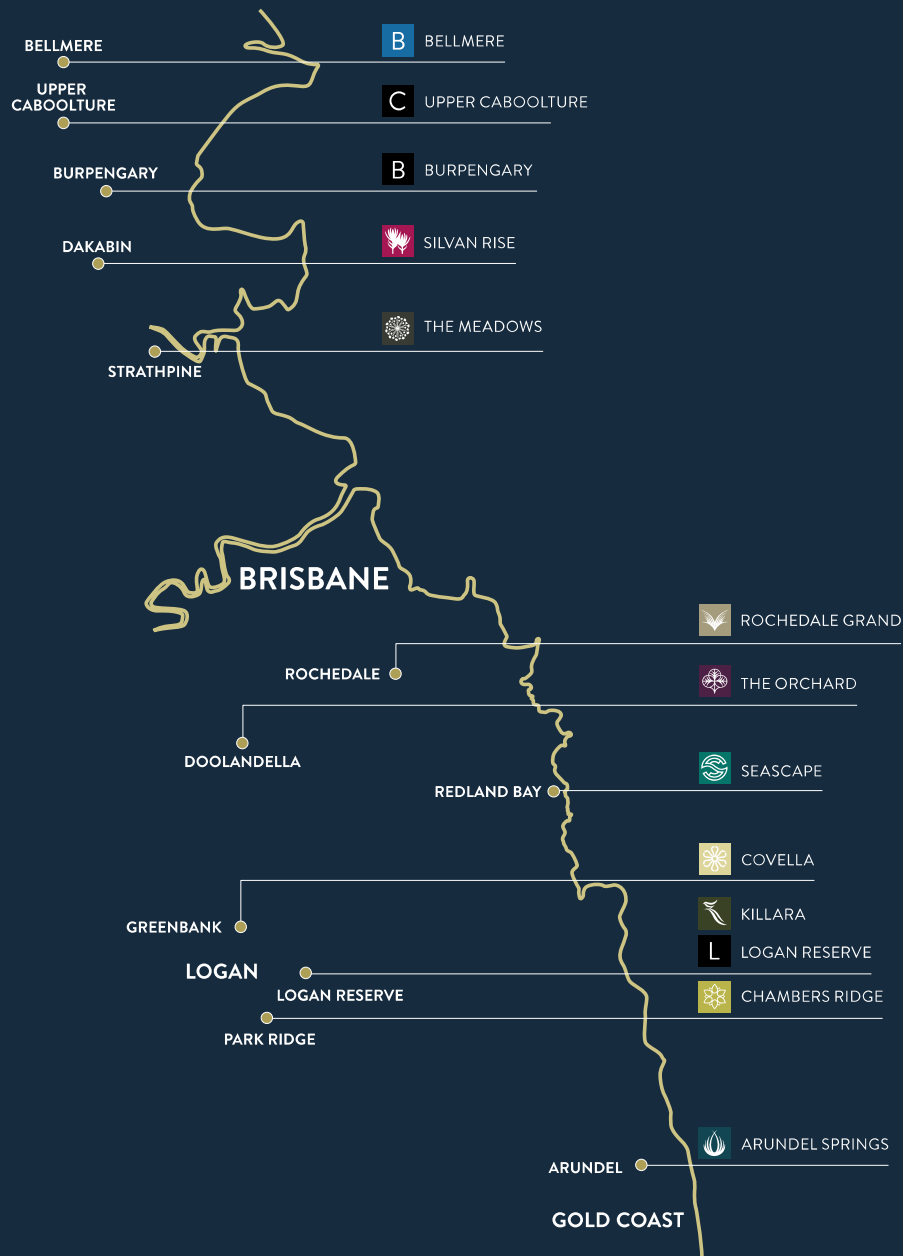 BELLMERE
B BELLMERE
UPPER
CABOOLTURE
C UPPER CABOOLTURE
BURPENGARY
B BURPENGARY
DAKABIN
SILVAN RISE
THE MEADOWS
STRATHPINE
BRISBANE
ROCHEDALE GRAND
ROCHEDALE
THE ORCHARD
DOOLANDELLA
SEASCAPE
REDLAND BAY
COVELLA
GREENBANK
KILLARA
L LOGAN RESERVE
LOGAN
LOGAN RESERVE
CHAMBERS RIDGE
PARK RIDGE
ARUNDEL SPRINGS
ARUNDEL
GOLD COAST